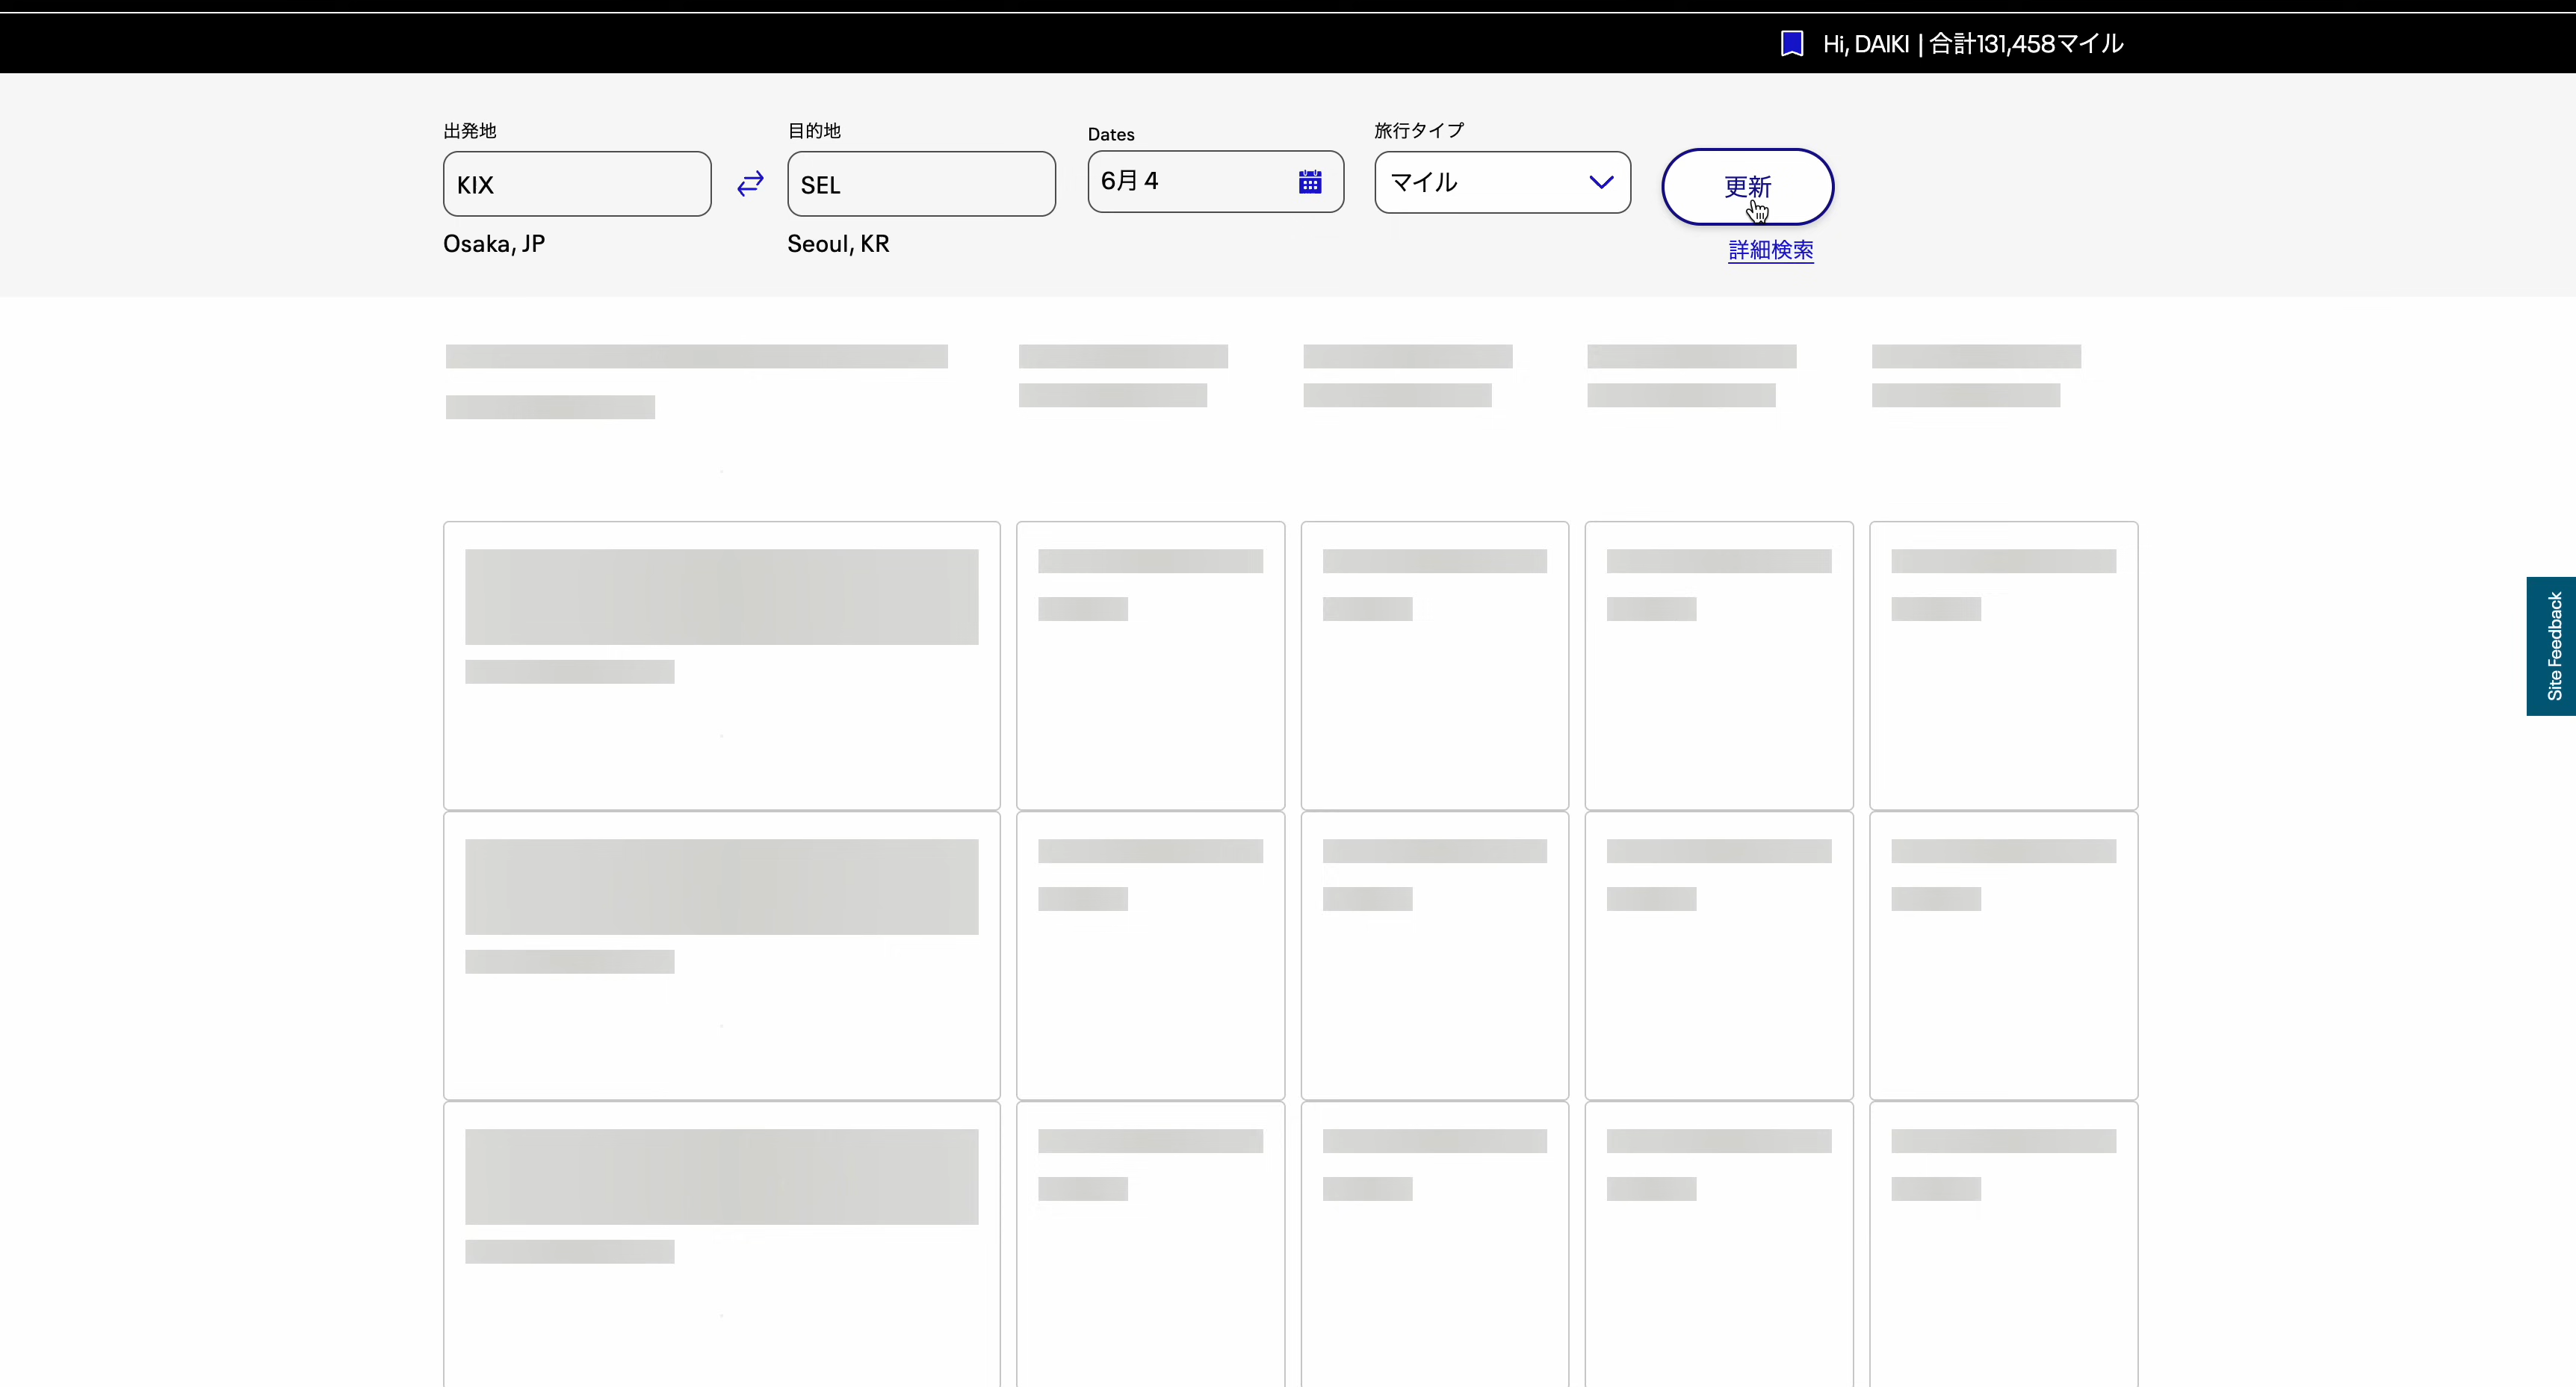 Hi, DAIKI | 合計131,458マイル
出発地
目的地
Dates
旅行タイプ
KIX
SEL
6月 4
マイル
更新
Osaka, JP
Seoul, KR
詳細検索
Site Feedback